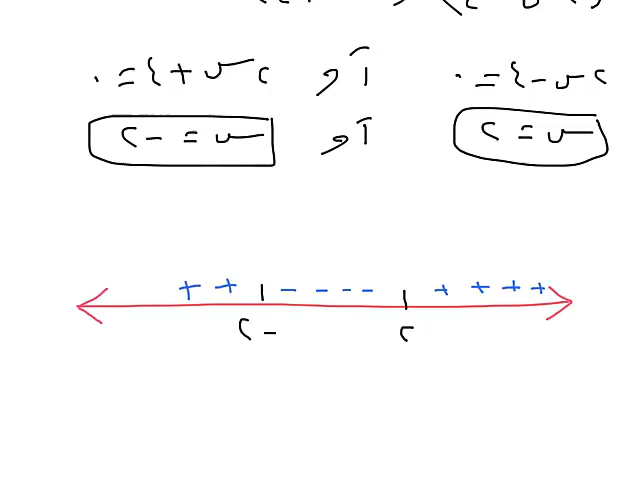 ٢س - ٤ = ٠ أو ٢س + ٤ = ٠
س = ٢ أو س = - ٢
+ + - - - - + + + +
٢ - ٢